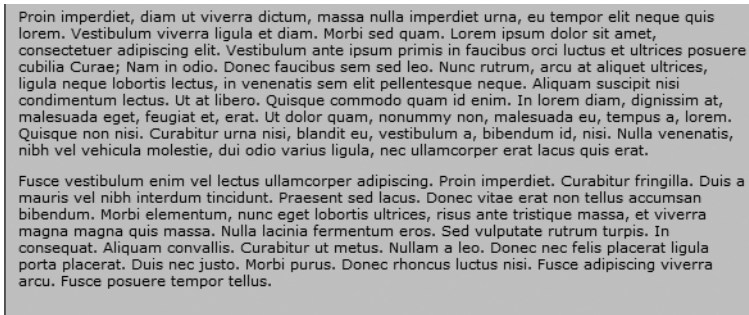 Proin imperdiet, diam ut viverra dictum, massa nulla imperdiet urna, eu tempor elit neque quis
lorem. Vestibulum viverra ligula et diam. Morbi sed quam. Lorem ipsum dolor sit amet,
consectetuer adipiscing elit. Vestibulum ante ipsum primis in faucibus orci luctus et ultrices posuere
cubilia Curae; Nam in odio. Donec faucibus sem sed leo. Nunc rutrum, arcu at aliquet ultrices,
ligula neque lobortis lectus, in venenatis sem elit pellentesque neque. Aliquam suscipit nisi
condimentum lectus. Ut at libero. Quisque commodo quam id enim. In lorem diam, dignissim at,
malesuada eget, feugiat et, erat. Ut dolor quam, nonummy non, malesuada eu, tempus a, lorem.
Quisque non nisi. Curabitur urna nisi, blandit eu, vestibulum a, bibendum id, nisi. Nulla venenatis,
nibh vel vehicula molestie, dui odio varius ligula, nec ullamcorper erat lacus quis erat.
Fusce vestibulum enim vel lectus ullamcorper adipiscing. Proin imperdiet. Curabitur fringilla. Duis a
mauris vel nibh interdum tincidunt. Praesent sed lacus. Donec vitae erat non tellus accumsan
bibendum. Morbi elementum, nunc eget lobortis ultrices, risus ante tristique massa, et viverra
magna magna quis massa. Nulla lacinia fermentum eros. Sed vulputate rutrum turpis. In
consequat. Aliquam convallis. Curabitur ut metus. Nullam a leo. Donec nec felis placerat ligula
porta placerat. Duis nec justo. Morbi purus. Donec rhoncus luctus nisi. Fusce adipiscing viverra
arcu. Fusce posuere tempor tellus.